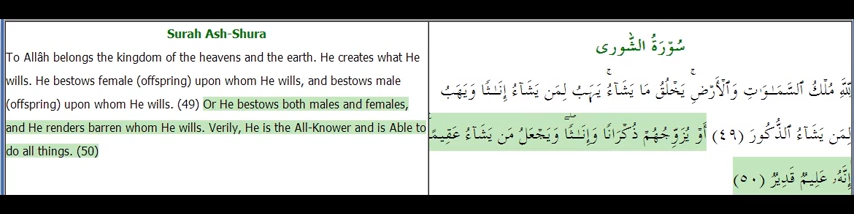 Surah Ash-Shura
To Allâh belongs the kingdom of the heavens and the earth. He creates what He
wills. He bestows female (offspring) upon whom He wills, and bestows male
(offspring) upon whom He wills. (49) Or He bestows both males and females,
and He renders barren whom He wills. Verily, He is the All-Knower and is Able to
do all things. (50)
سُوۡرَةُ الشّورى
لِلَّهِ مُلۡكُ ٱلسَّمَـٰوَٲتِ وَٱلۡأَرۡضِ‌ۚ يَخۡلُقُ مَا يَشَآءُ‌ۚ يَہَبُ لِمَن يَشَآءُ إِنَـٰثً۬ا وَيَهَبُ
لِمَن يَشَآءُ ٱلذُّكُورَ (٤٩) أَوۡ يُزَوِّجُهُمۡ ذُكۡرَانً۬ا وَإِنَـٰثً۬ا‌ۖ وَيَجۡعَلُ مَن يَشَآءُ عَقِيمًا‌ۚ
إِنَّهُ ۥ عَلِيمٌ۬ قَدِيرٌ۬ (٥٠)